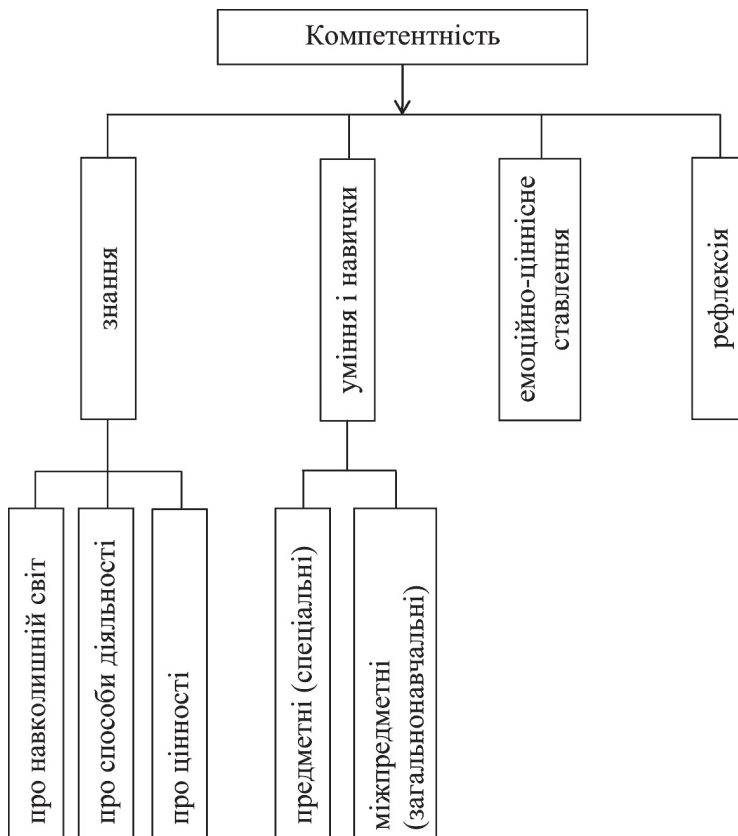 Компетентність
знання
уміння і навички
емоційно-ціннісне
ставлення
рефлексія
про навколишній світ
про способи діяльності
про цінності
предметні (спеціальні)
міжпредметні
(загальнонавчальні)